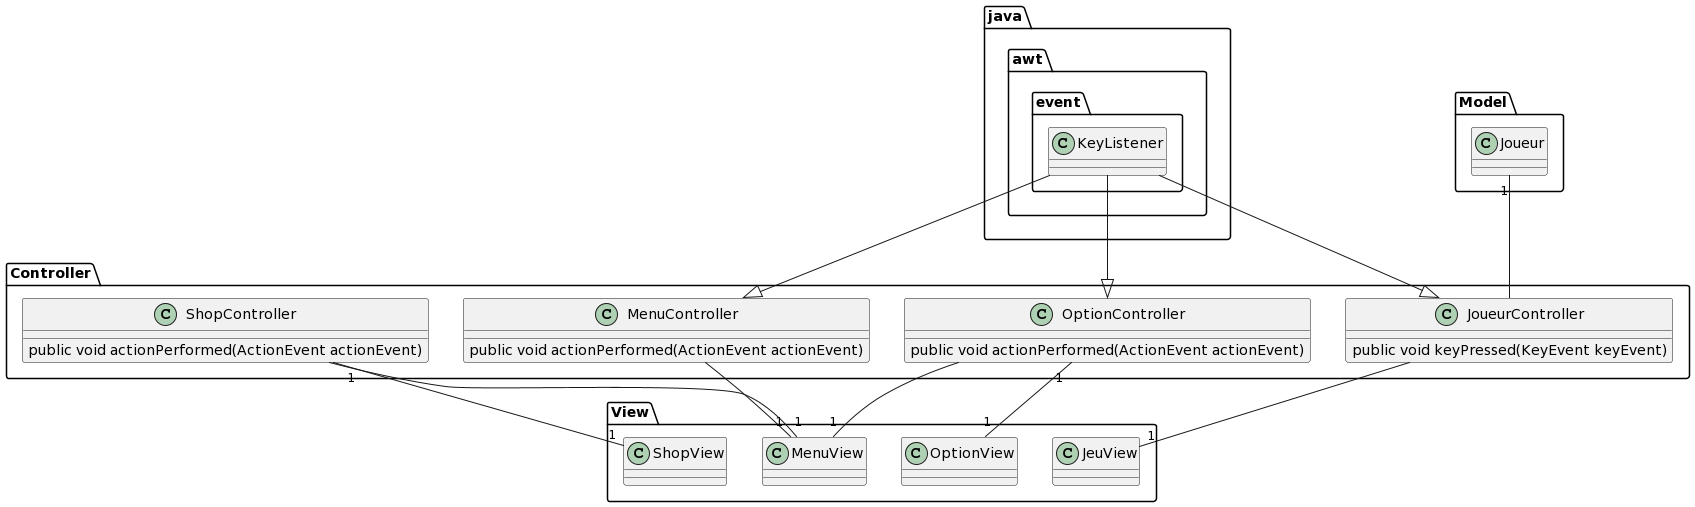 java
awt
event
KeyListener
Model
Joueur
1
Controller
ShopController
public void actionPerformed(ActionEvent actionEvent)
MenuController
public void actionPerformed(ActionEvent actionEvent)
OptionController
public void actionPerformed(ActionEvent actionEvent)
JoueurController
public void keyPressed(KeyEvent keyEvent)
1
1
View
1
1
1
1
1
ShopView
MenuView
OptionView
JeuView